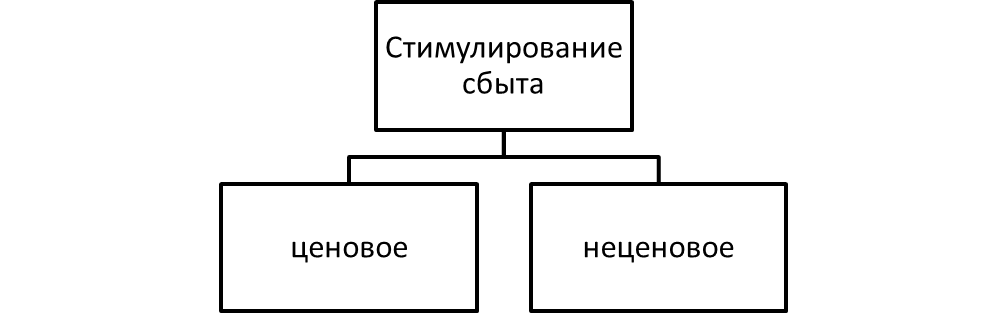 Стимулирование
сбыта
ценовое
неценовое